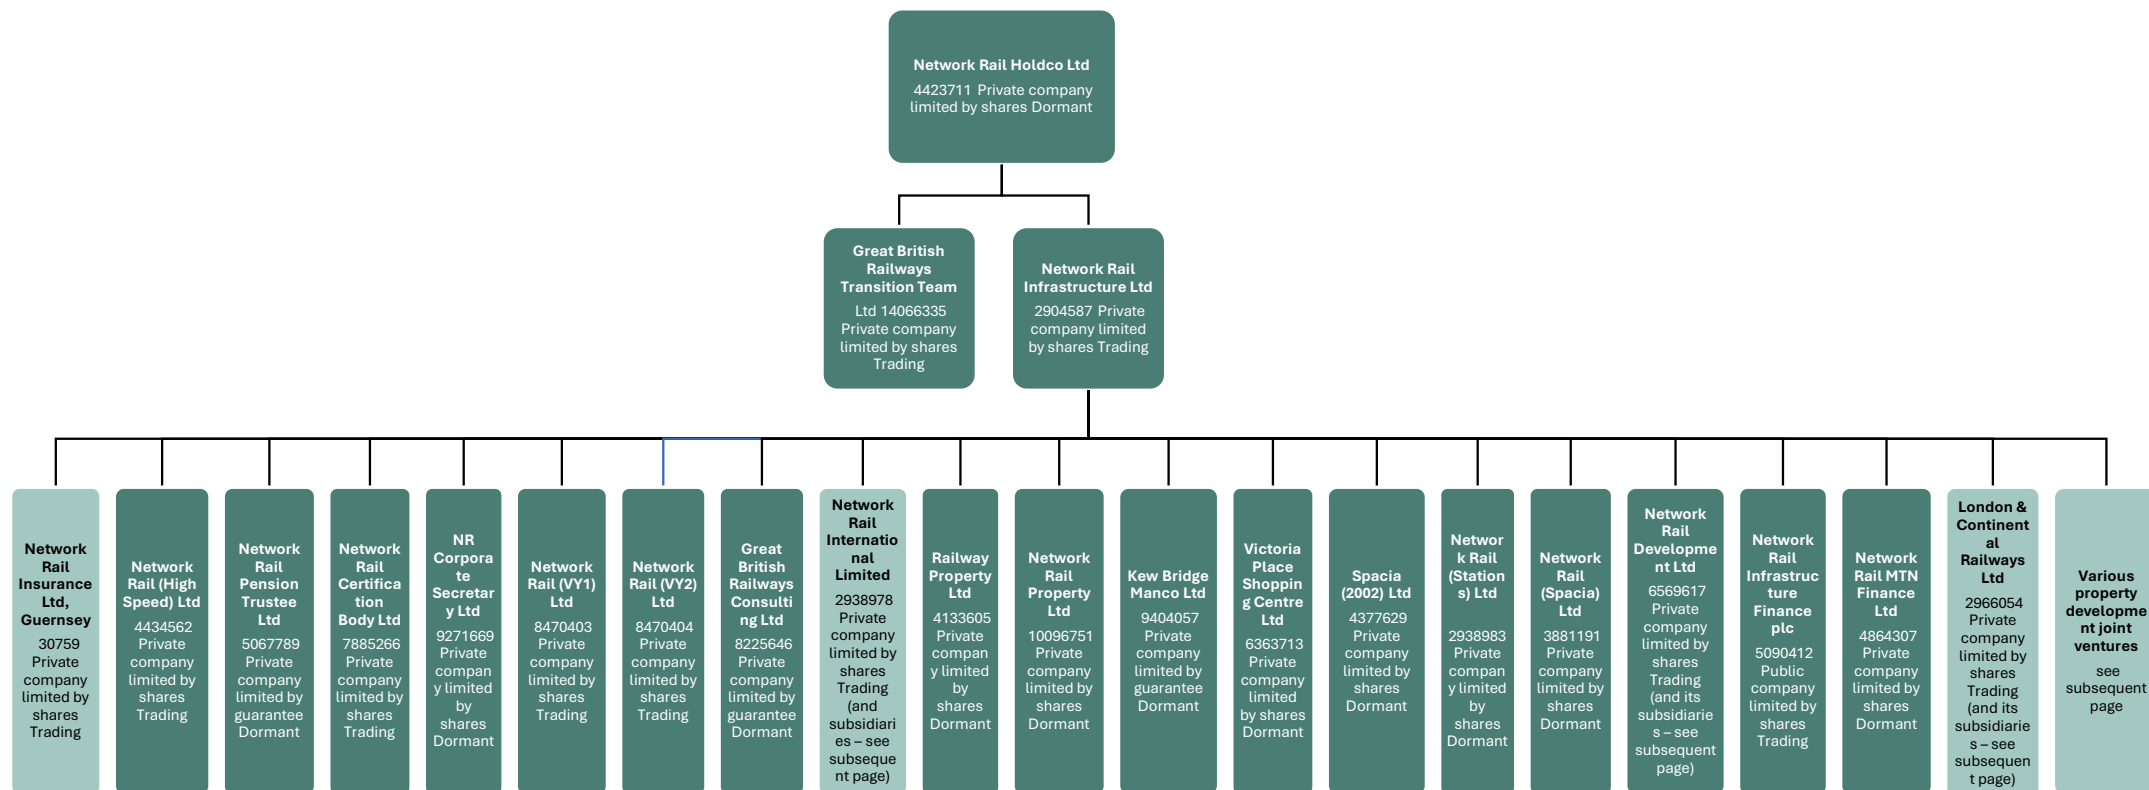 Network Rail Holdco Ltd
4423711 Private company
limited by shares Dormant
Great British
Railways
Transition Team
Ltd 14066335
Private company
limited by shares
Trading
Network Rail
Infrastructure Ltd
2904587 Private
company limited
by shares Trading
Network
Rail
Insurance
Ltd,
Guernsey
30759
Private
company
limited by
shares
Trading
Network
Rail (High
Speed) Ltd
4434562
Private
company
limited by
shares
Trading
Network
Rail
Pension
Trustee
Ltd
5067789
Private
company
limited by
guarantee
Dormant
Network
Rail
Certifica
tion
Body Ltd
7885266
Private
company
limited by
shares
Trading
NR
Corpora
te
Secretar
y Ltd
9271669
Private
compan
y limited
by
shares
Dormant
Network
Rail (VY1)
Ltd
8470403
Private
company
limited by
shares
Trading
Network
Rail (VY2)
Ltd
8470404
Private
company
limited by
shares
Trading
Great
British
Railways
Consulti
ng Ltd
8225646
Private
company
limited by
guarantee
Dormant
Network
Rail
Internatio
nal
Limited
2938978
Private
company
limited by
shares
Trading
(and
subsidiari
es – see
subseque
nt page)
Railway
Property
Ltd
4133605
Private
compan
y limited
by
shares
Dormant
Network
Rail
Property
Ltd
10096751
Private
company
limited by
shares
Dormant
Kew Bridge
Manco Ltd
9404057
Private
company
limited by
guarantee
Dormant
Victoria
Place
Shoppin
g Centre
Ltd
6363713
Private
company
limited
by shares
Dormant
Spacia
(2002) Ltd
4377629
Private
company
limited by
shares
Dormant
Networ
k Rail
(Station
s) Ltd
2938983
Private
compan
y limited
by
shares
Dormant
Network
Rail
(Spacia)
Ltd
3881191
Private
company
limited by
shares
Dormant
Network
Rail
Developme
nt Ltd
6569617
Private
company
limited by
shares
Trading
(and its
subsidiarie
s – see
subsequent
page)
Network
Rail
Infrastruc
ture
Finance
plc
5090412
Public
company
limited by
shares
Trading
Network
Rail MTN
Finance
Ltd
4864307
Private
company
limited by
shares
Dormant
London &
Continent
al
Railways
Ltd
2966054
Private
company
limited by
shares
Trading
(and its
subsidiarie
s – see
subsequen
t page)
Various
property
developme
nt joint
ventures
see
subsequent
page